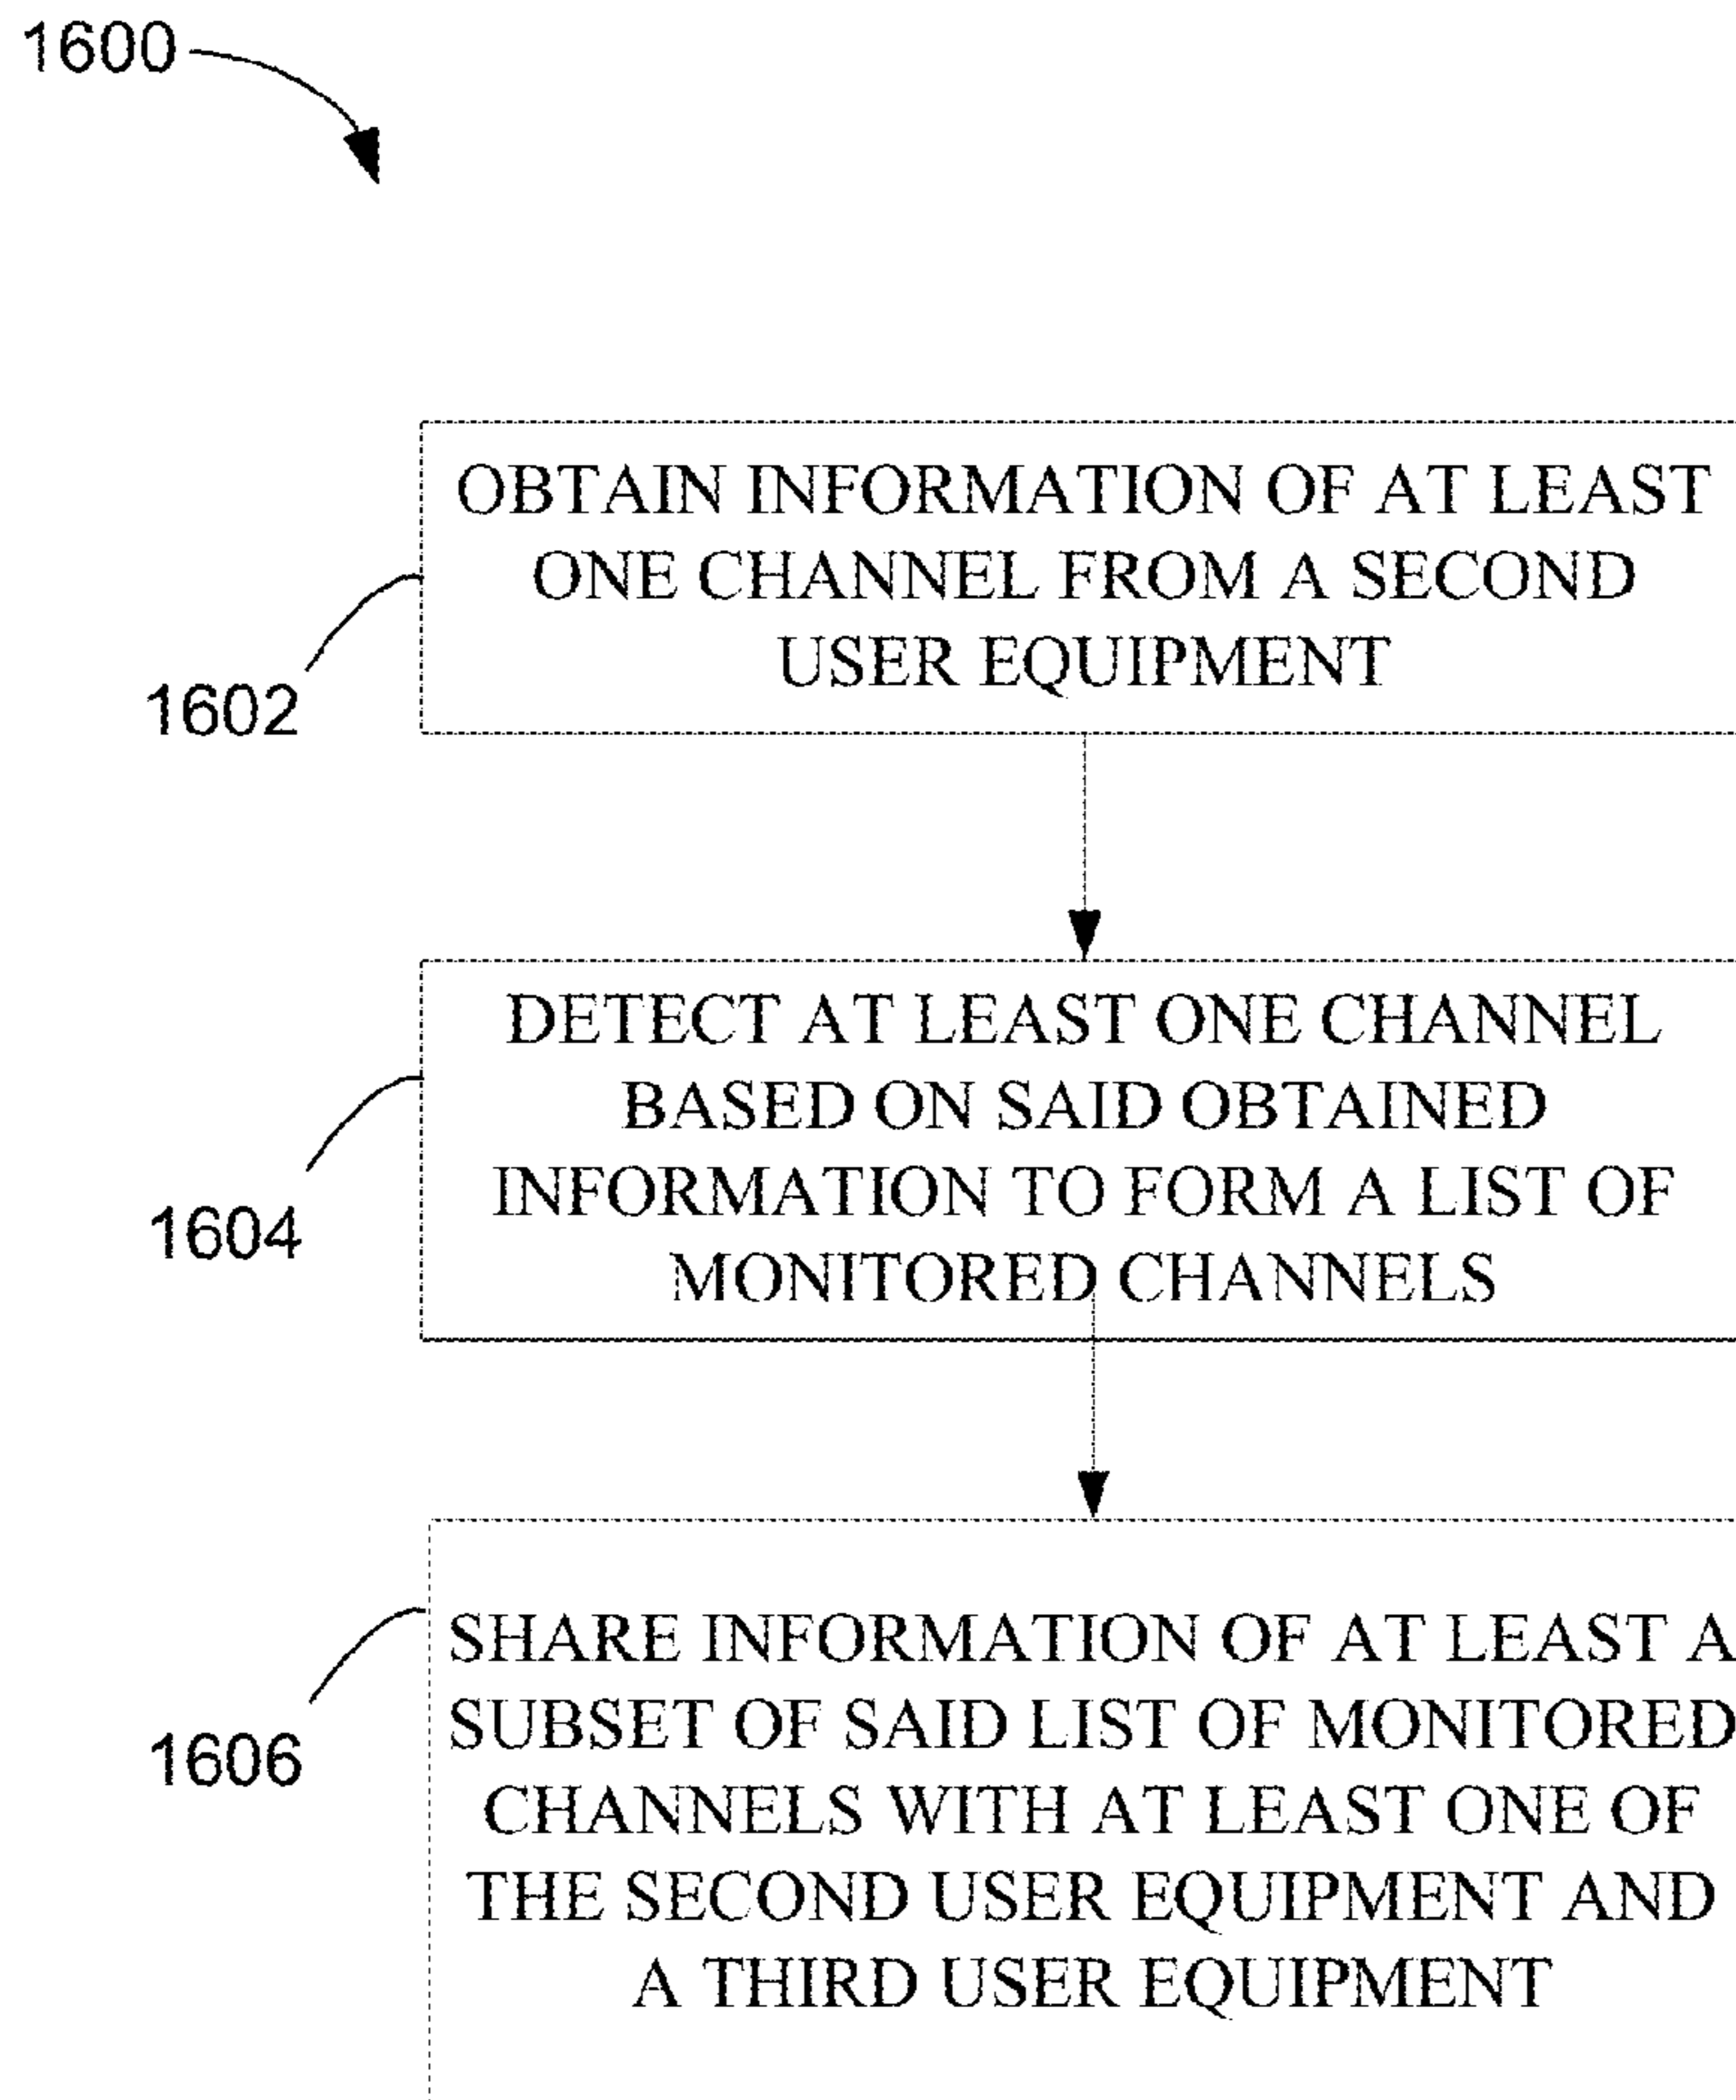 1600
OBTAIN INFORMATION OF AT LEAST
ONE CHANNEL FROM A SECOND
USER EQUIPMENT
1602
DETECT AT LEAST ONE CHANNEL
BASED ON SAID OBTAINED
INFORMATION TO FORM A LIST OF
MONITORED CHANNELS
1604
SHARE INFORMATION OF AT LEAST A
SUBSET OF SAID LIST OF MONITORED
CHANNELS WITH AT LEAST ONE OF
THE SECOND USER EQUIPMENT AND
A THIRD USER EQUIPMENT
1606